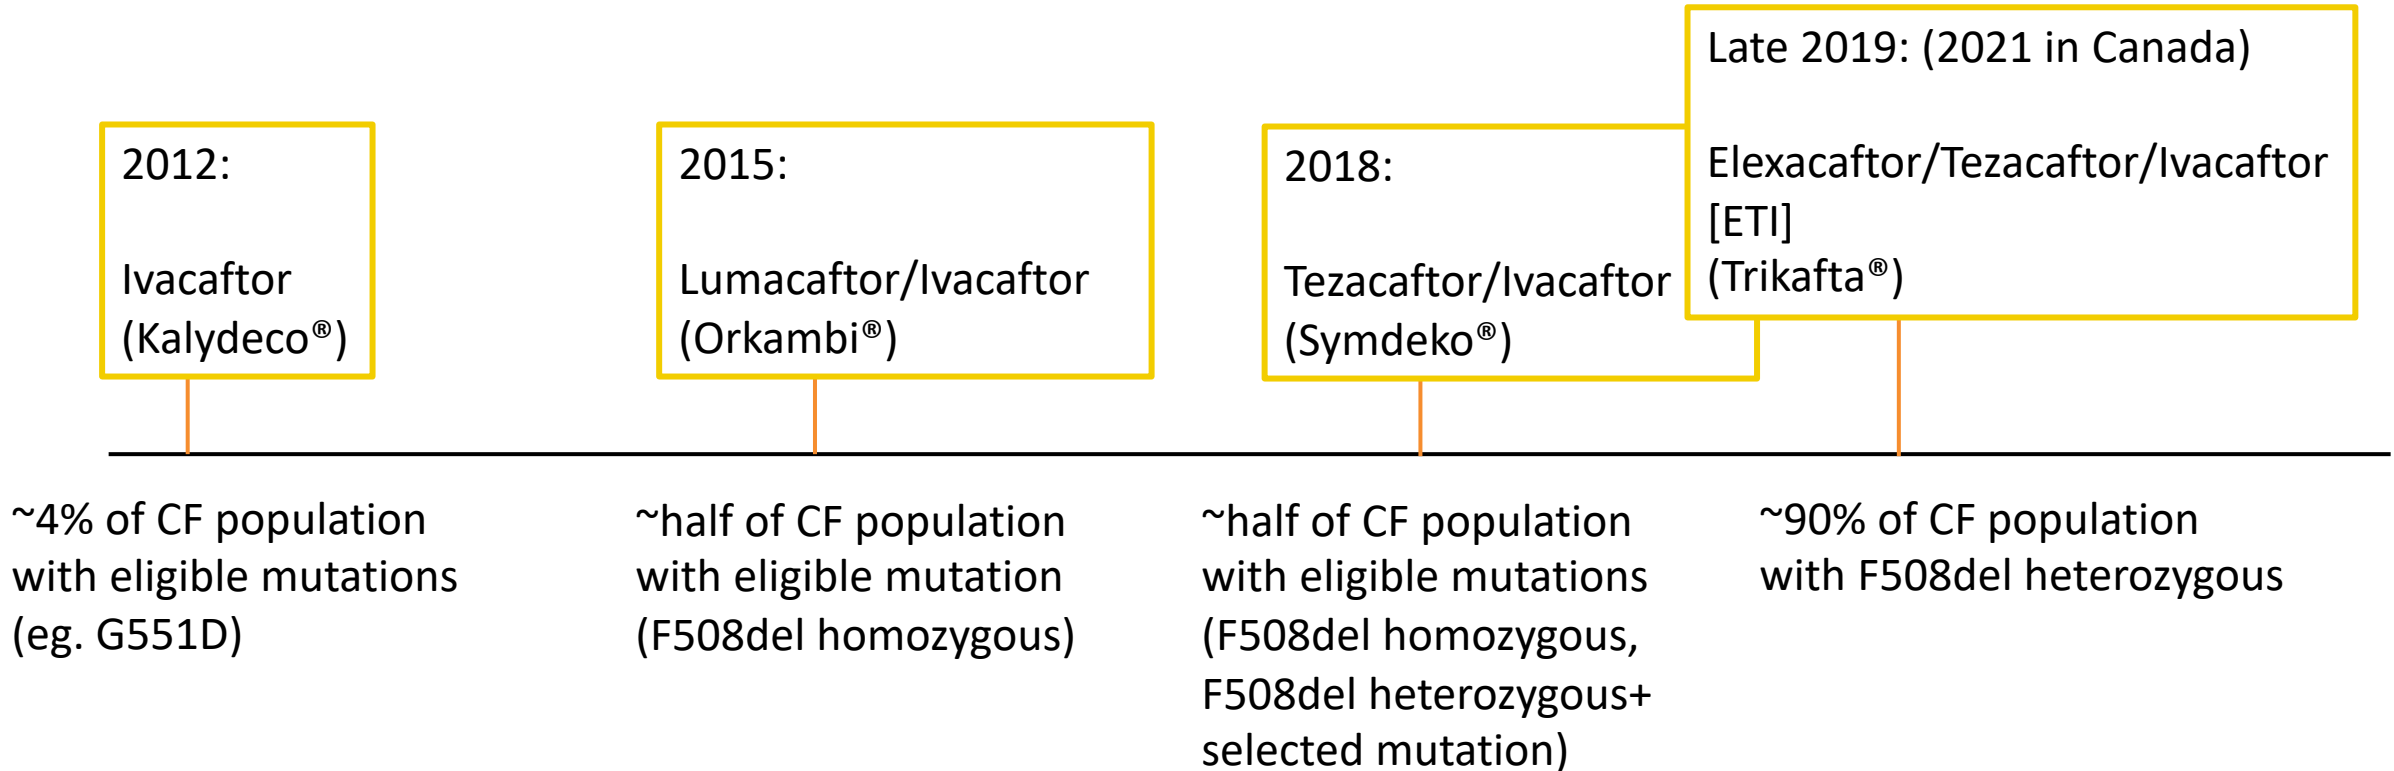 2012:
Ivacaftor
(Kalydeco®)
2015:
Lumacaftor/Ivacaftor
(Orkambi®)
2018:
Tezacaftor/Ivacaftor
(Symdeko®)
Late 2019: (2021 in Canada)
Elexacaftor/Tezacaftor/Ivacaftor
[ETI]
(Trikafta®)
~4% of CF population
with eligible mutations
(eg. G551D)
~half of CF population
with eligible mutation
(F508del homozygous)
~half of CF population
with eligible mutations
(F508del homozygous,
F508del heterozygous+
selected mutation)
~90% of CF population
with F508del heterozygous